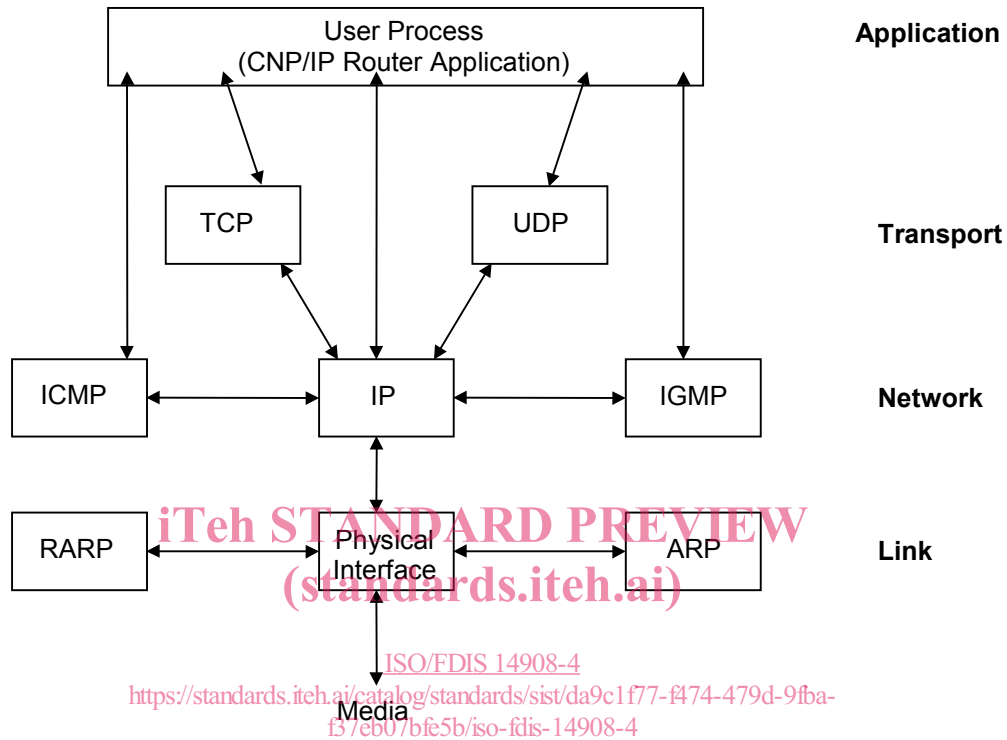 User Process
(CNP/IP Router Application)
Application
TCP
UDP
Transport
ICMP
IP
IGMP
Network
iTeh STANDARD PREVIEW
RARP
Physical
Interface
ARP
Link
(standards.iteh.ai)
ISO/FDIS 14908-4
https://standards.iteh.ai/catalog/standards/sist/da9c1f77-f474-479d-9fba-
Media
f37eb07bfe5b/iso-fdis-14908-4